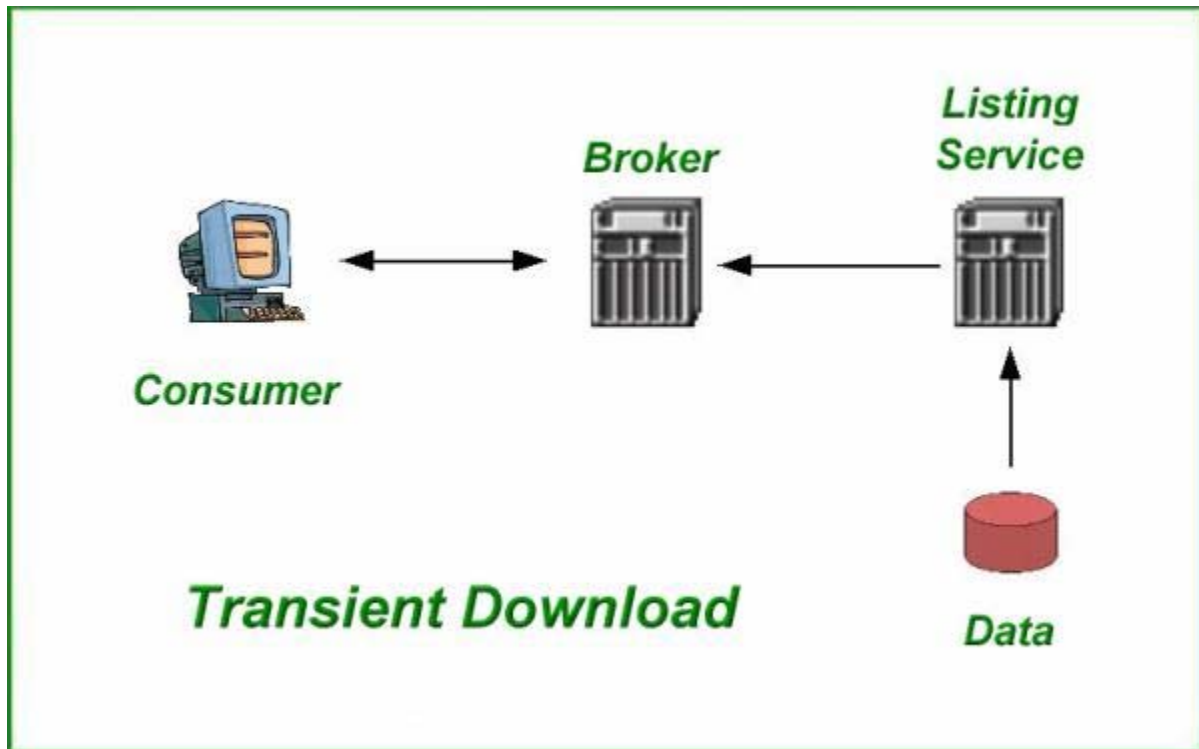 Listing
Service
Broker
Consumer
Transient Download
Data